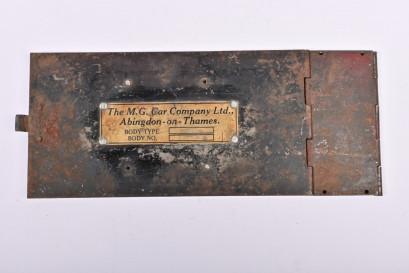 The M.G. Car Company Ltd.,
Abingdon-on-Thames.
BODY TYPE
BODY NO.